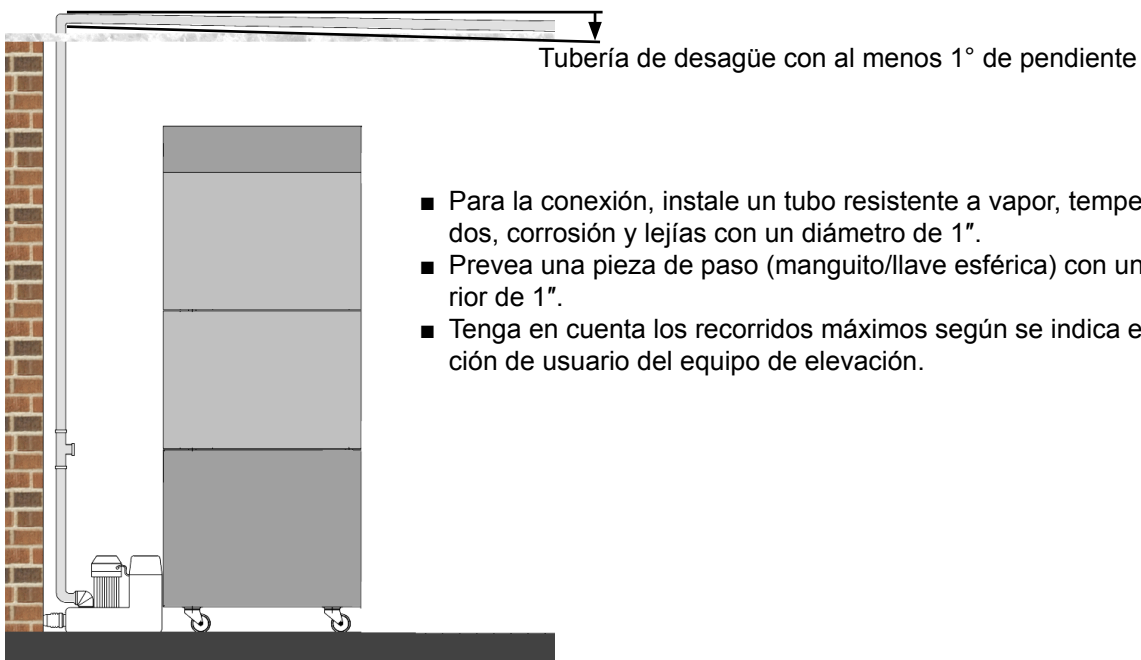 Tubería de desagüe con al menos 1° de pendiente
■ Para la conexión, instale un tubo resistente a vapor, tempe
dos, corrosión y lejías con un diámetro de 1″.
■ Prevea una pieza de paso (manguito/llave esférica) con un
rior de 1″.
■ Tenga en cuenta los recorridos máximos según se indica e
ción de usuario del equipo de elevación.